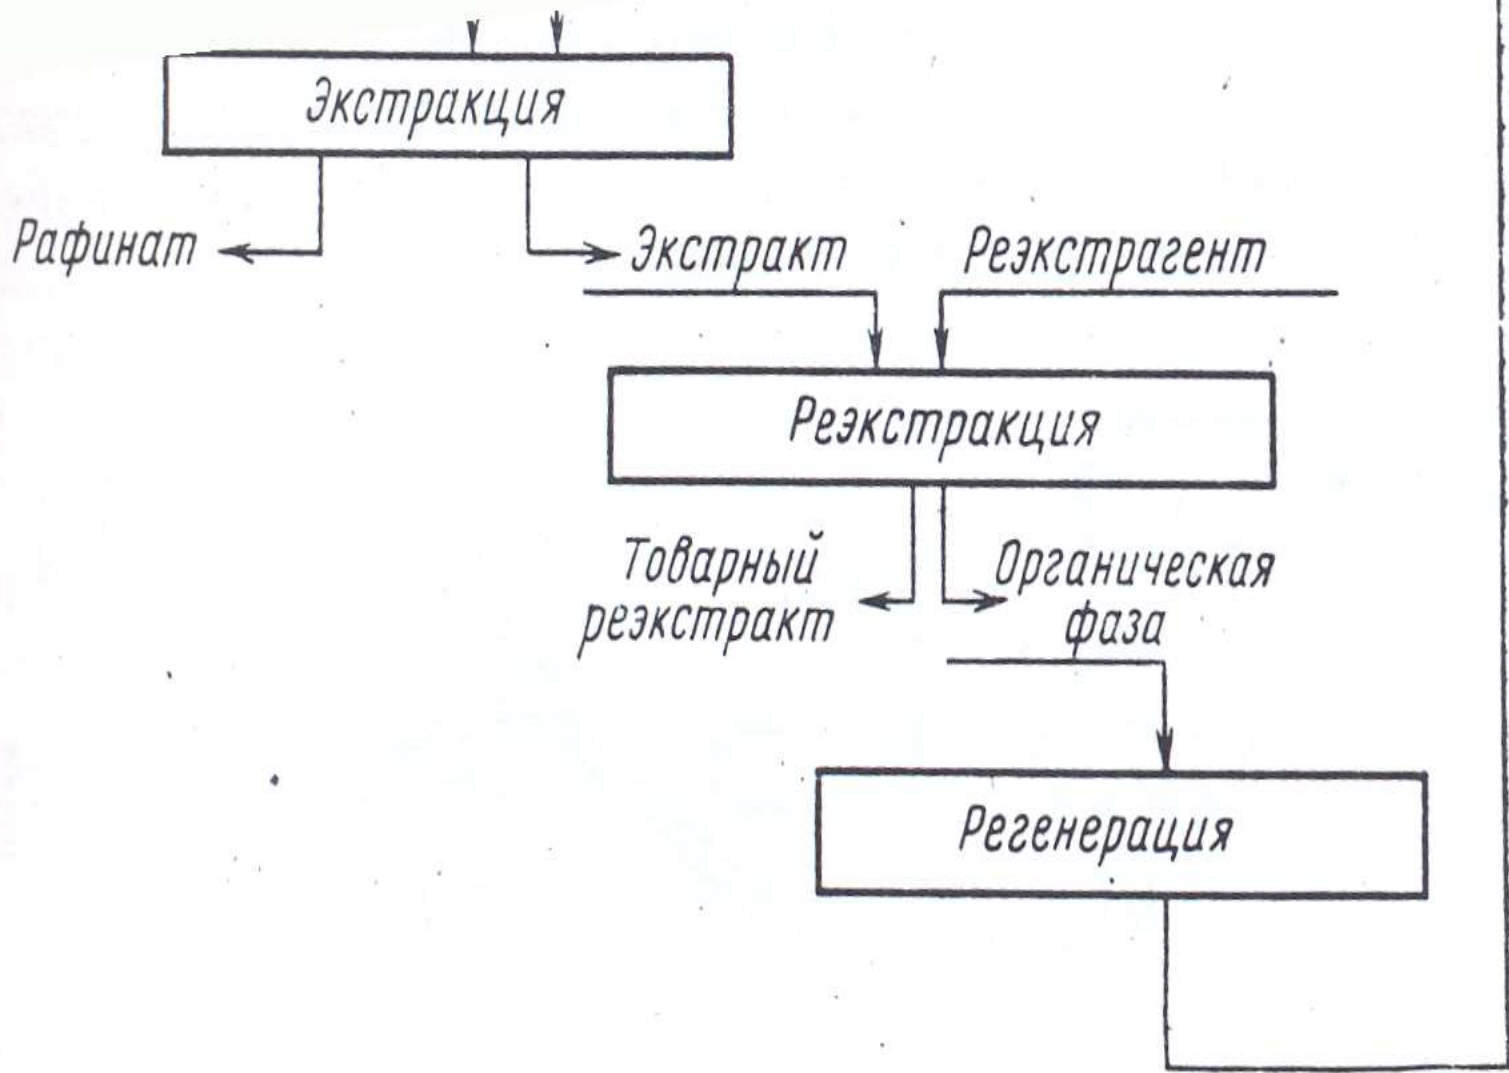 Экстракция
Рафинат
Экстракт
Реэкстрагент
Реэкстракция
Товарный
реэкстракт
Органическая
фаза
Регенерация